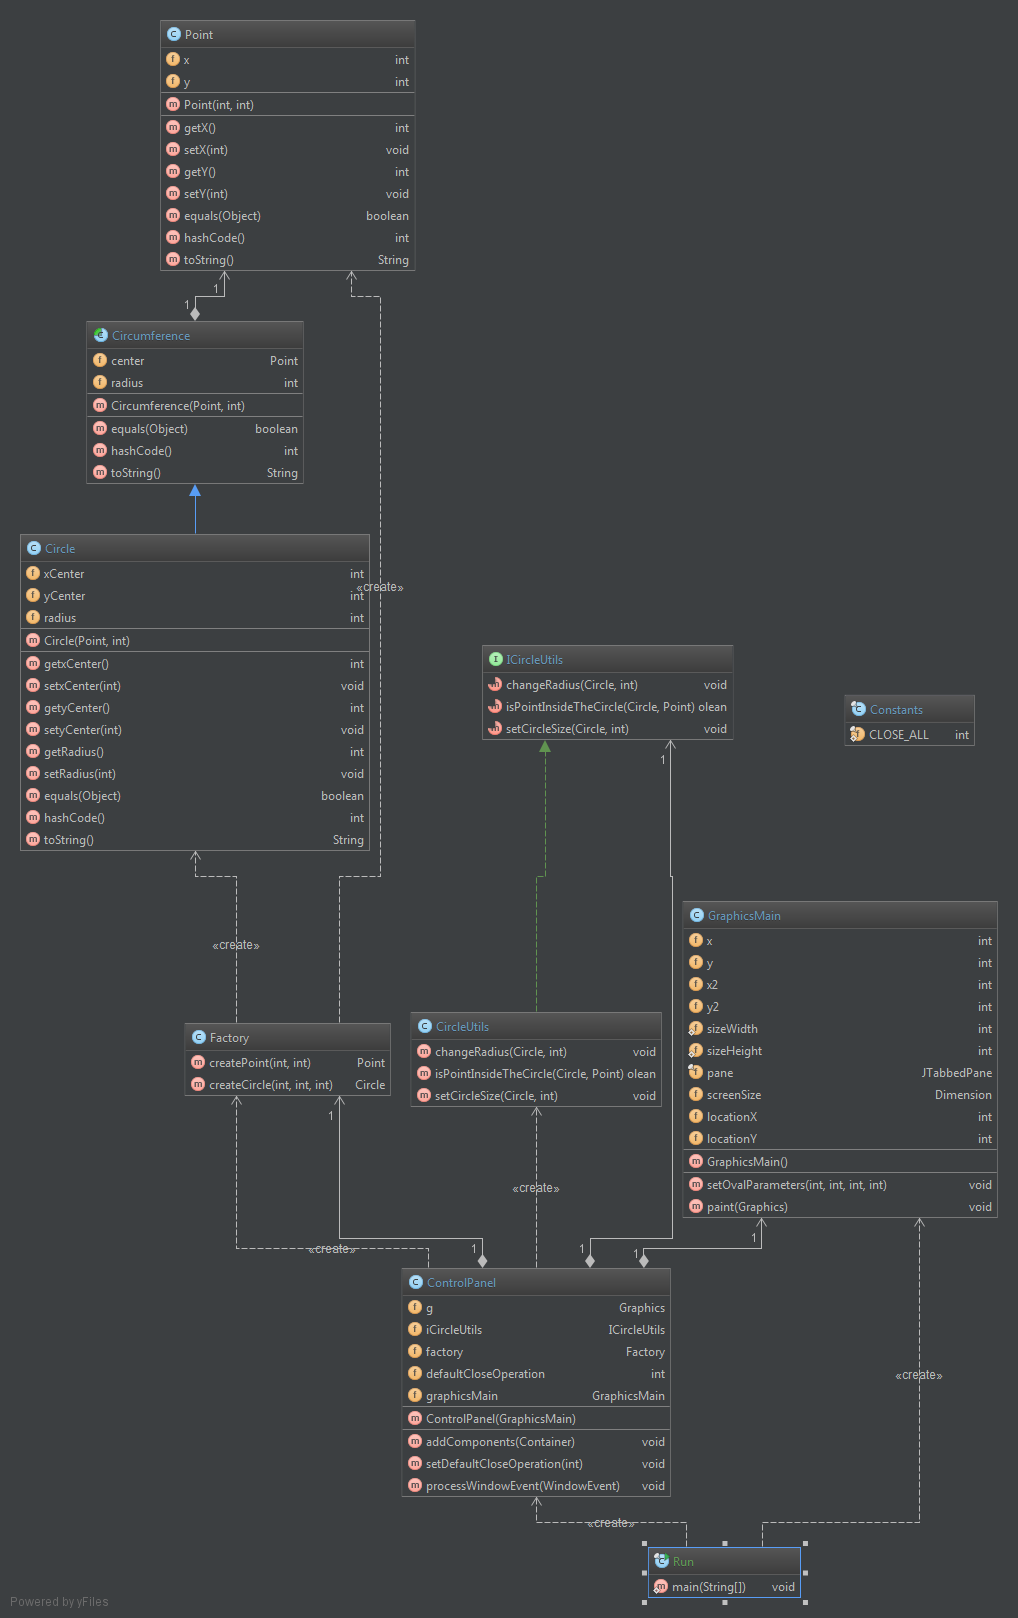 Point
x int
y int
Point(int, int)
getX() int
setX(int) void
getY() int
setY(int) void
equals(Object) boolean
hashCode() int
toString() String
1
1
Circumference
center Point
radius int
Circumference(Point, int)
equals(Object) boolean
hashCode() int
toString() String
Circle
xCenter int
yCenter int
radius int
Circle(Point, int)
getxCenter() int
setxCenter(int) void
getyCenter() int
setyCenter(int) void
getRadius() int
setRadius(int) void
equals(Object) boolean
hashCode() int
toString() String
«create»
ICircleUtils
changeRadius(Circle, int) void
isPointInsideTheCircle(Circle, Point) olean
setCircleSize(Circle, int) void
1
Constants
CLOSE_ALL int
GraphicsMain
x int
y int
x2 int
y2 int
sizeWidth int
sizeHeight int
pane JTabbedPane
screenSize Dimension
locationX int
locationY int
GraphicsMain()
setOvalParameters(int, int, int, int) void
paint(Graphics) void
«create»
Factory
createPoint(int, int) Point
createCircle(int, int, int) Circle
1
CircleUtils
changeRadius(Circle, int) void
isPointInsideTheCircle(Circle, Point) olean
setCircleSize(Circle, int) void
«create»
«create»
1
1
1
1
ControlPanel
g Graphics
iCircleUtils ICircleUtils
factory Factory
defaultCloseOperation int
graphicsMain GraphicsMain
ControlPanel(GraphicsMain)
addComponents(Container) void
setDefaultCloseOperation(int) void
processWindowEvent(WindowEvent) void
«create»
«create»
Run
main(String[]) void
Powered by yFiles